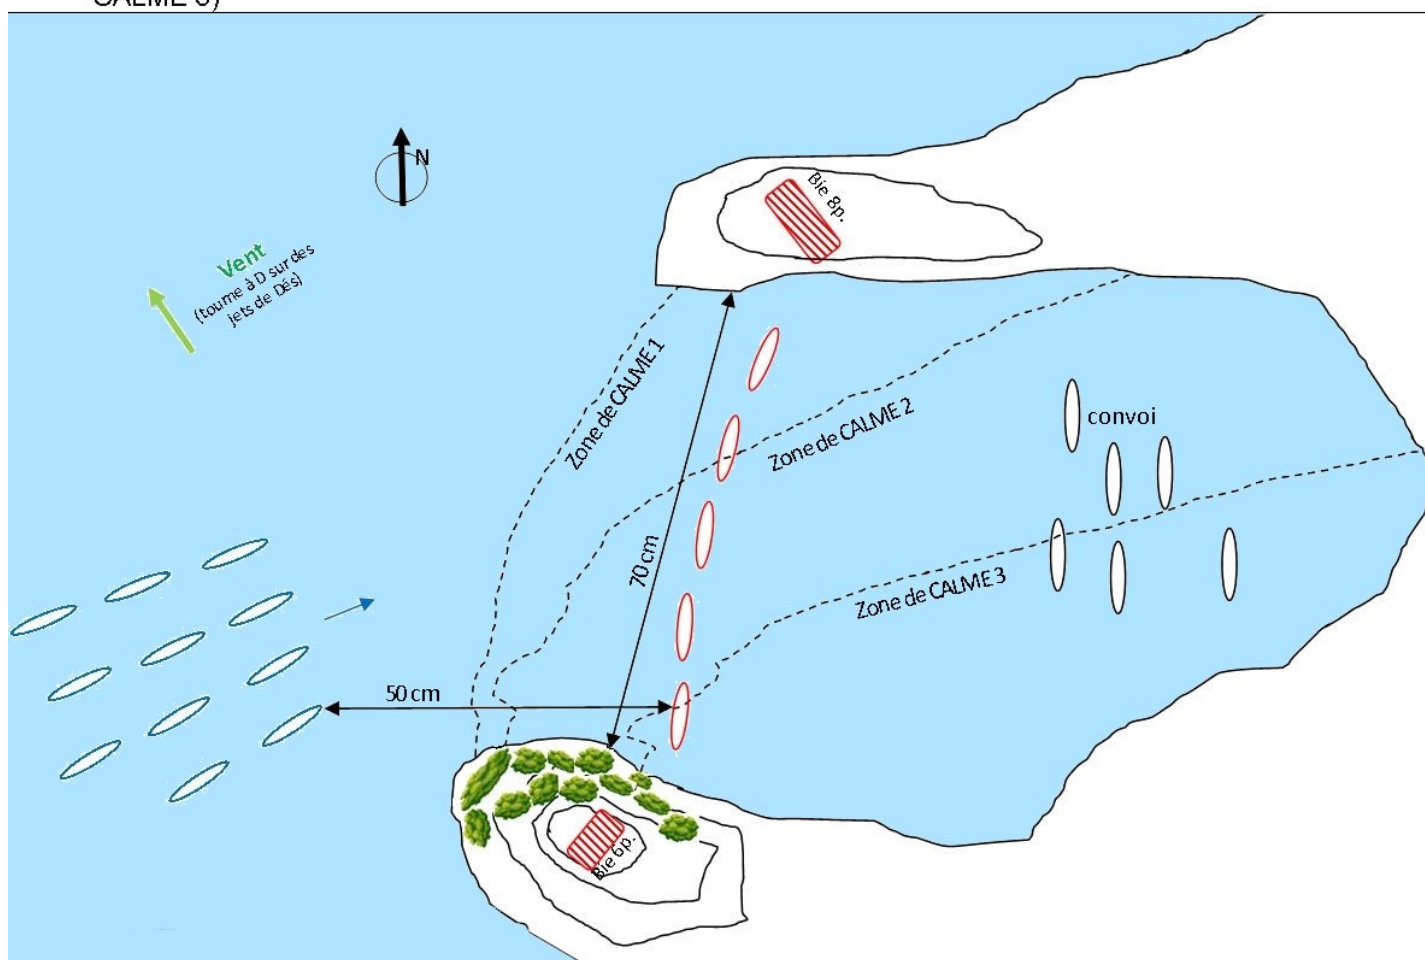 CALME 3)
N
Bie 8p.
Vent
(tourne à D sur des
jets de Dés)
Zone de CALME 1
Zone de CALME 2
convoi
70 cm
Zone de CALME 3
50 cm
Bie 6p.